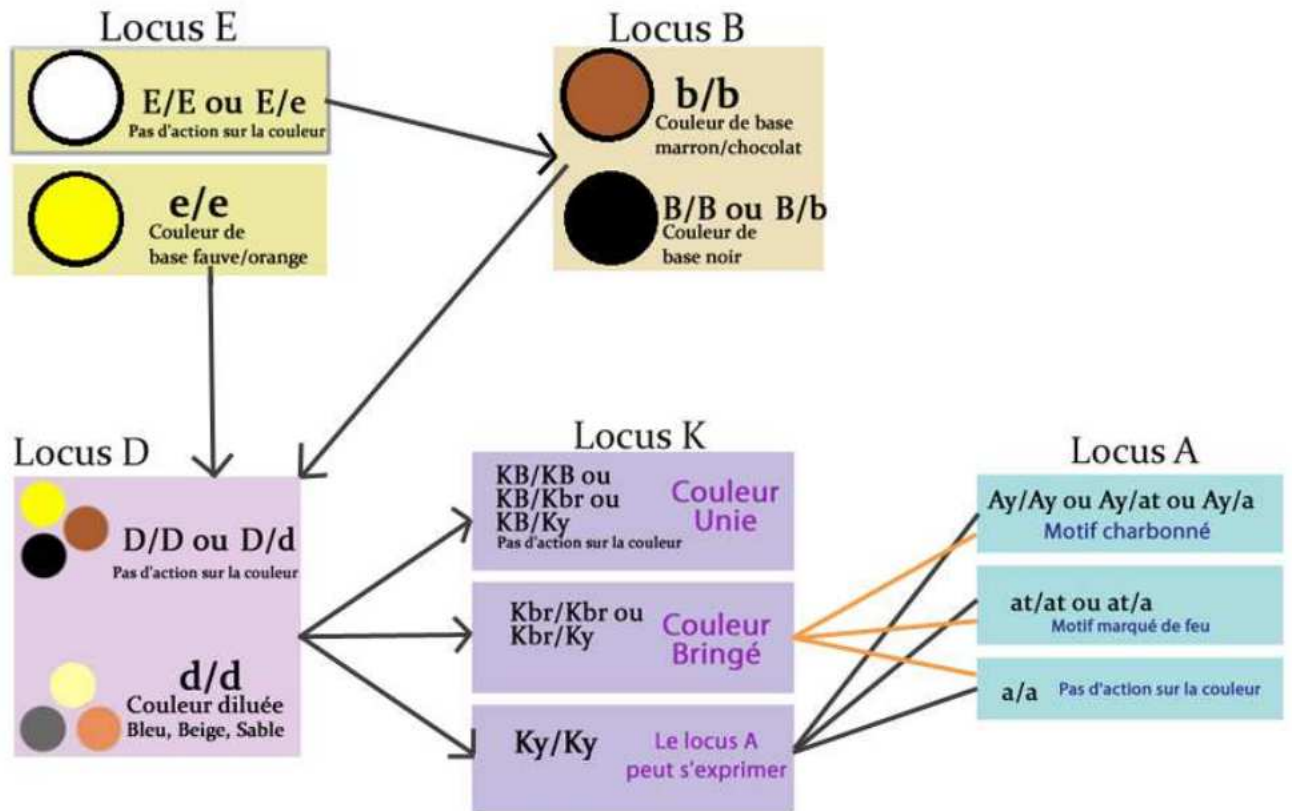 Locus E
E/E ou E/e
Pas d'action sur la couleur
e/e
Couleur de
base fauve/orange
Locus B
b/b
Couleur de base
marron/chocolat
B/B ou B/b
Couleur de
base noir
Locus D
D/D ou D/d
Pas d'action sur la couleur
d/d
Couleur diluée
Bleu, Beige, Sable
Locus K
KB/KB ou
KB/Kbr ou
KB/Ky
Pas d'action sur la couleur
Couleur
Unie
Kbr/Kbr ou
Kbr/Ky
Couleur
Bringé
Ky/Ky
Le locus A
peut s'exprimer
Locus A
Ay/Ay ou Ay/at ou Ay/a
Motif charbonné
at/at ou at/a
Motif marqué de feu
a/a
Pas d'action sur la couleur